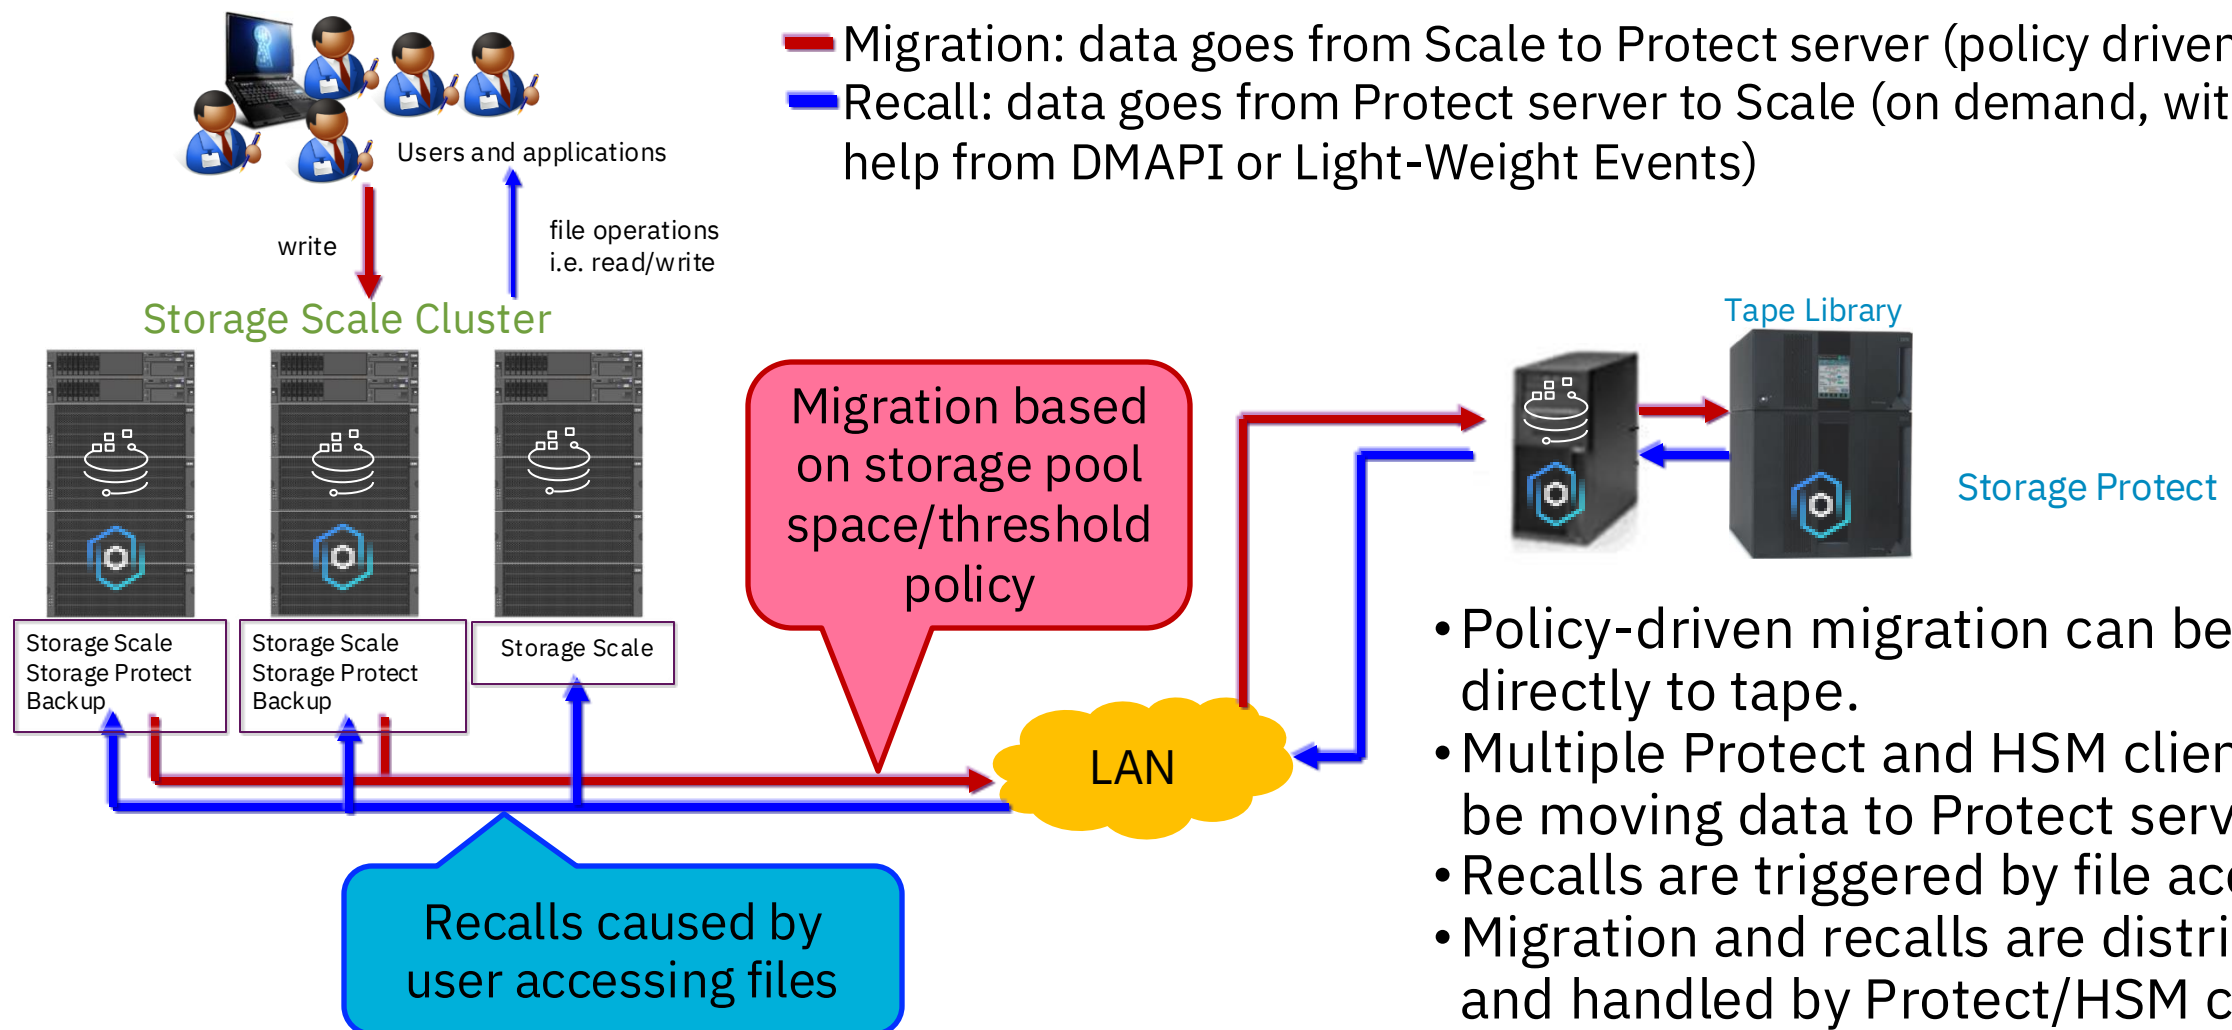 Migration: data goes from Scale to Protect server (policy driven
Recall: data goes from Protect server to Scale (on demand,
help from DMAPI or Light-Weight Events)
Users and applications
write
file operations
i.e. read/write
Storage Scale Cluster
Tape Library
Migration based
on storage pool
space/threshold
policy
Storage Protect
Storage Scale
Storage Protect
Backup
Storage Scale
Storage Protect
Backup
Storage Scale
LAN
• Policy-driven migration can be
directly to tape.
• Multiple Protect and HSM
be moving data to Protect
• Recalls are triggered by file
• Migration and recalls are
and handled by Protect/HSM
Recalls caused by
user accessing files